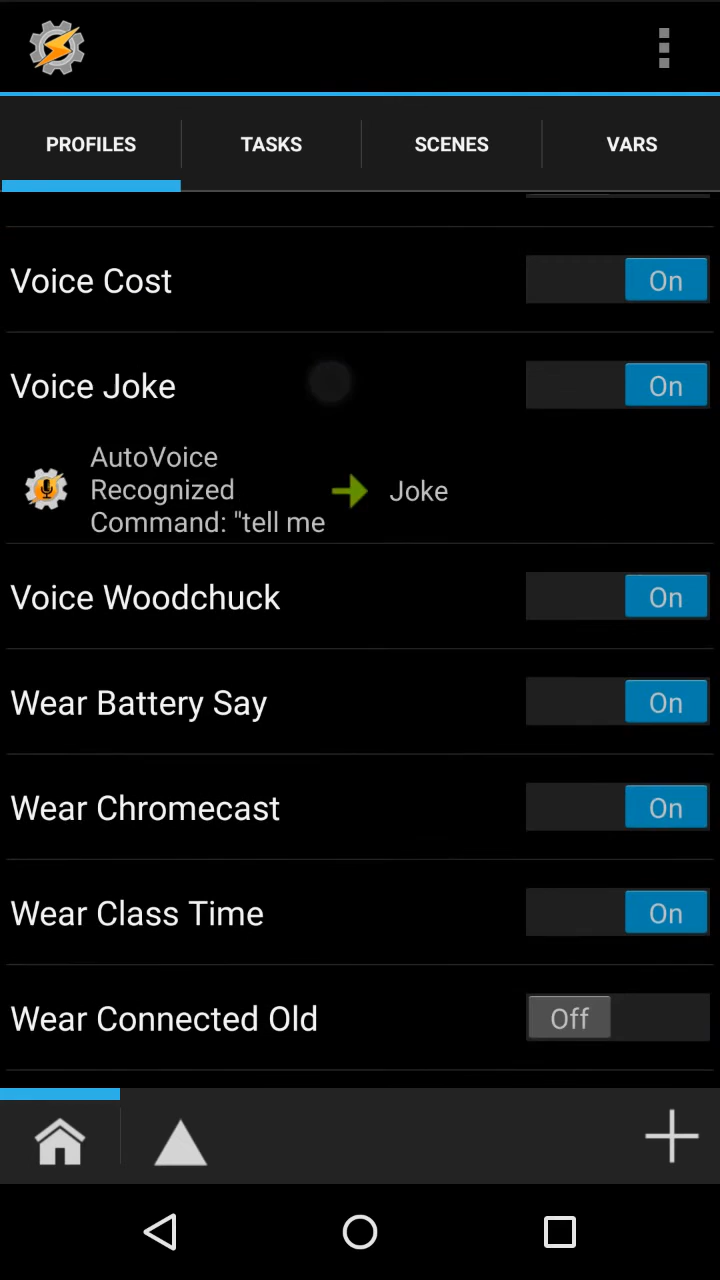 PROFILES
TASKS
SCENES
VARS
Voice Cost
On
Voice Joke
On
AutoVoice
Recognized
Command: "tell me
Joke
Voice Woodchuck
On
Wear Battery Say
On
Wear Chromecast
On
Wear Class Time
On
Wear Connected Old
Off